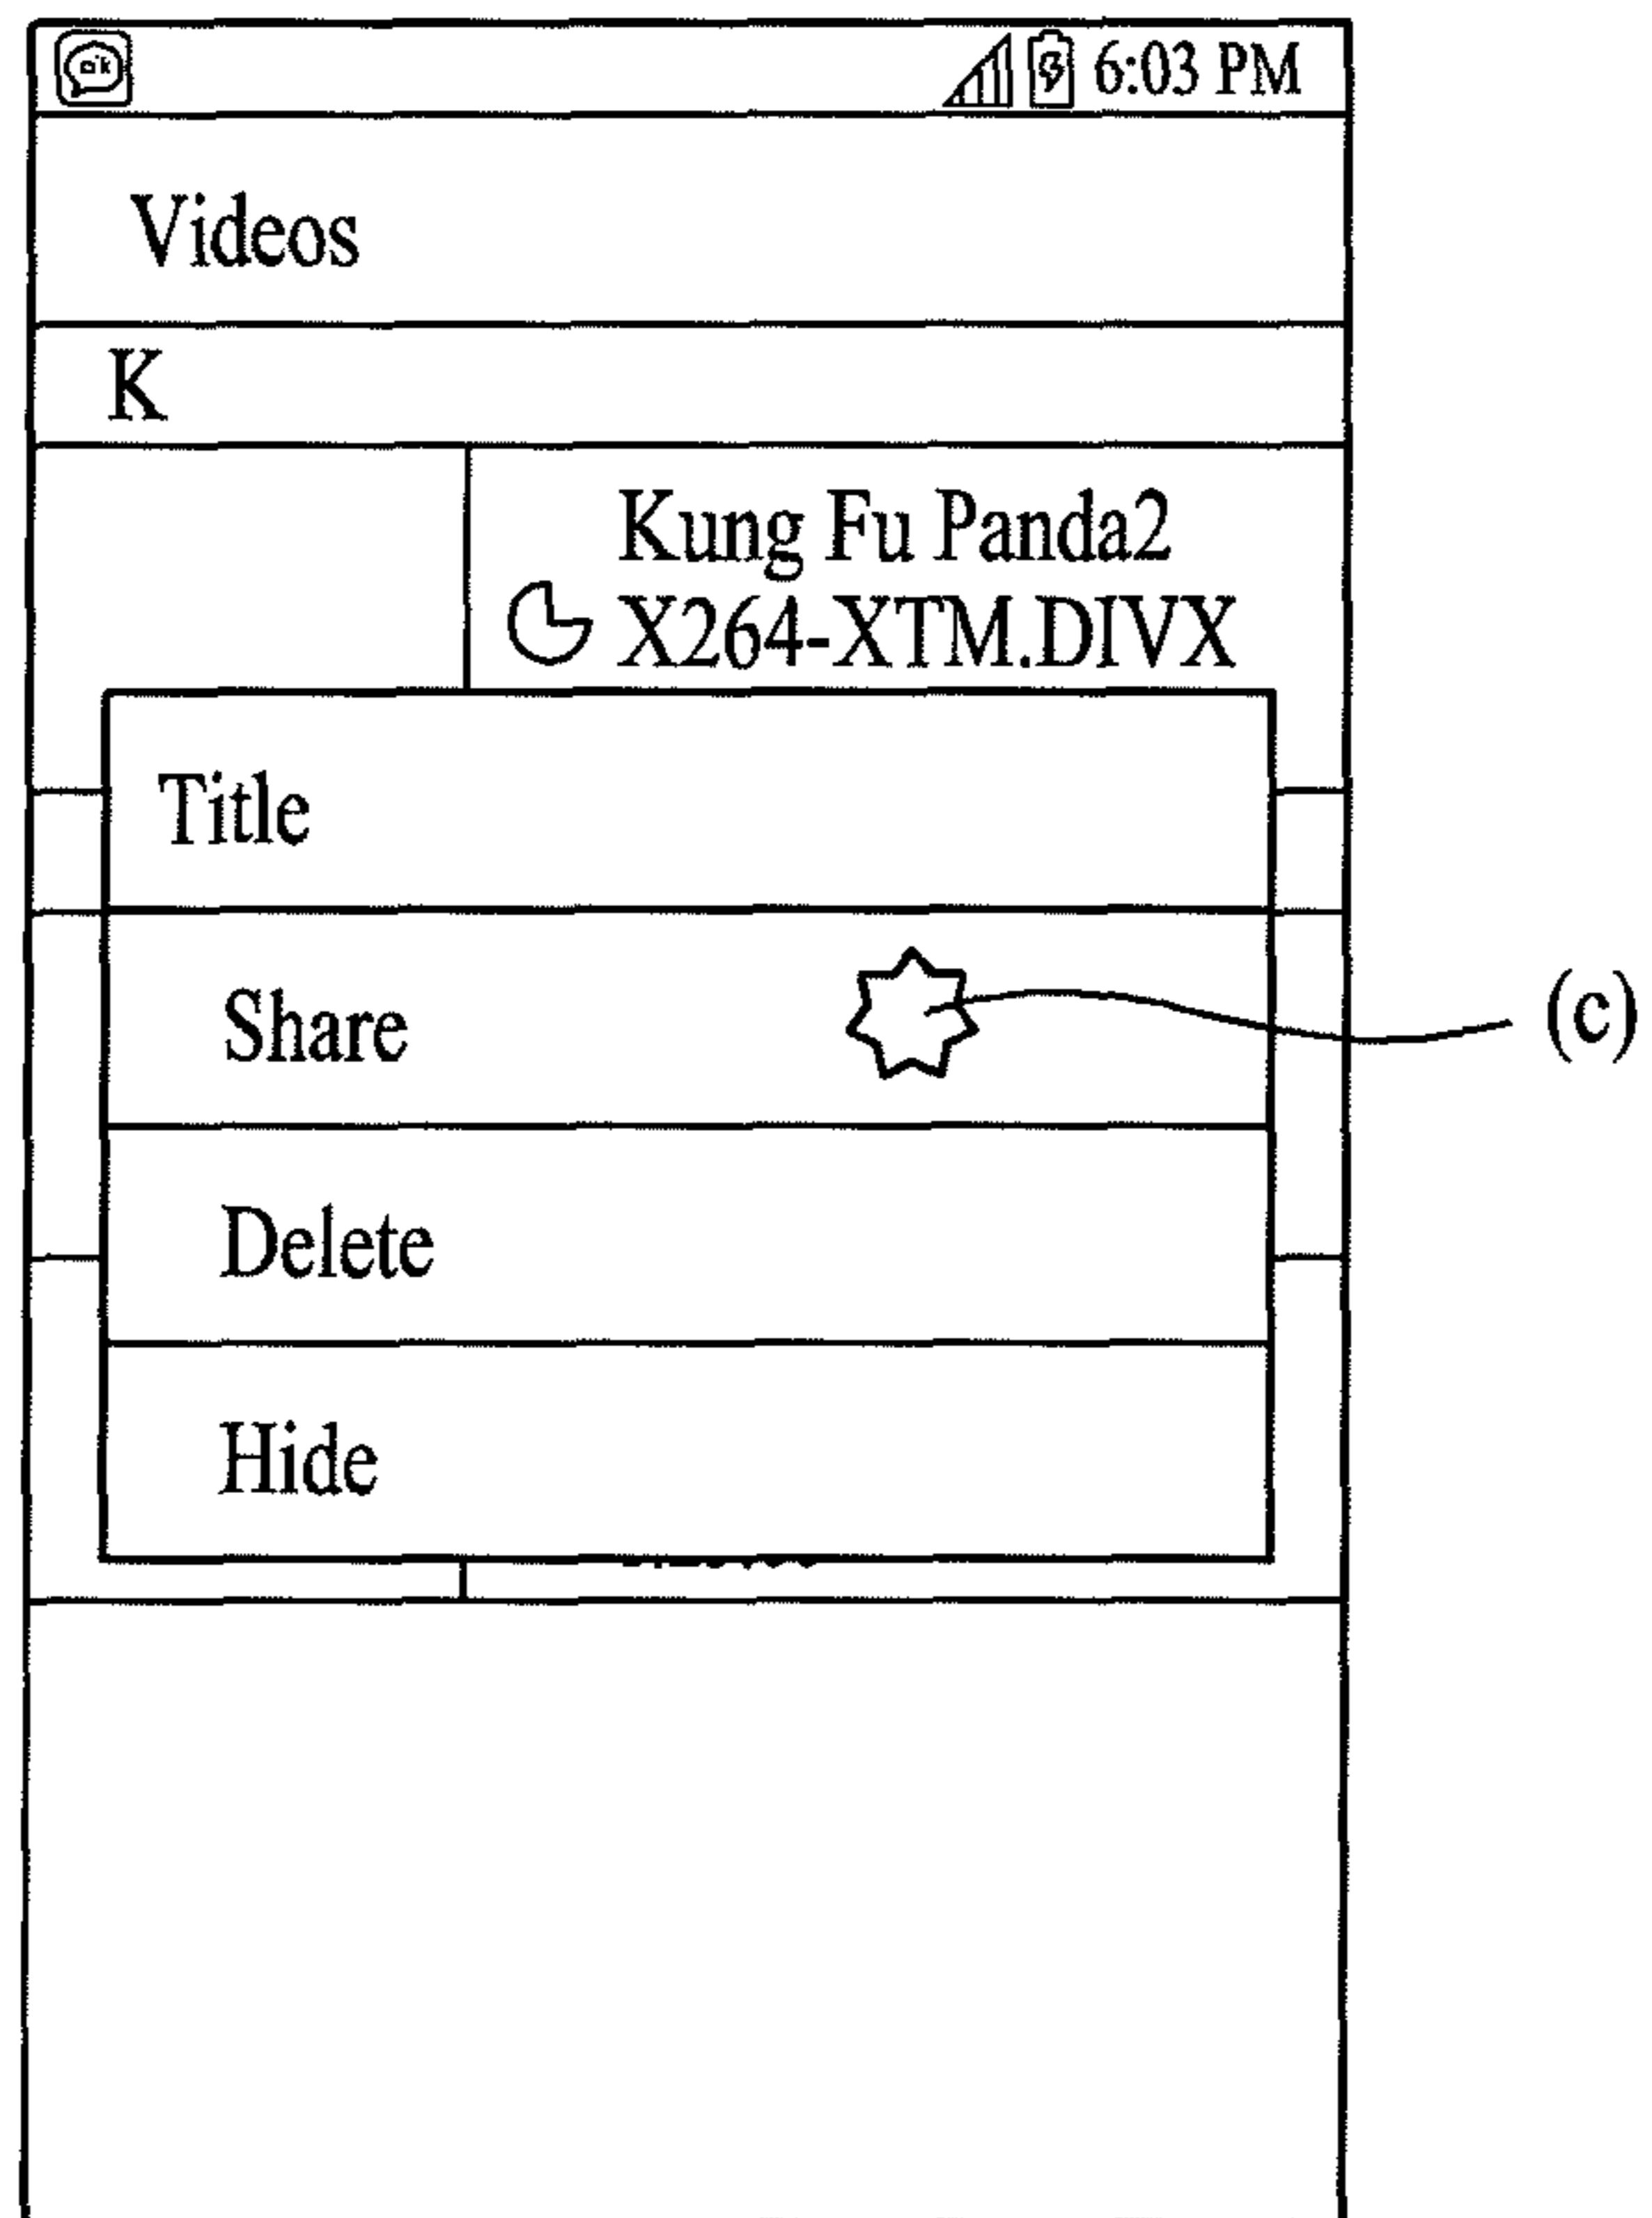 6:03 PM
Videos
K
Kung Fu Panda2
X264-XTM.DIVX
Title
Share
(c)
Delete
Hide